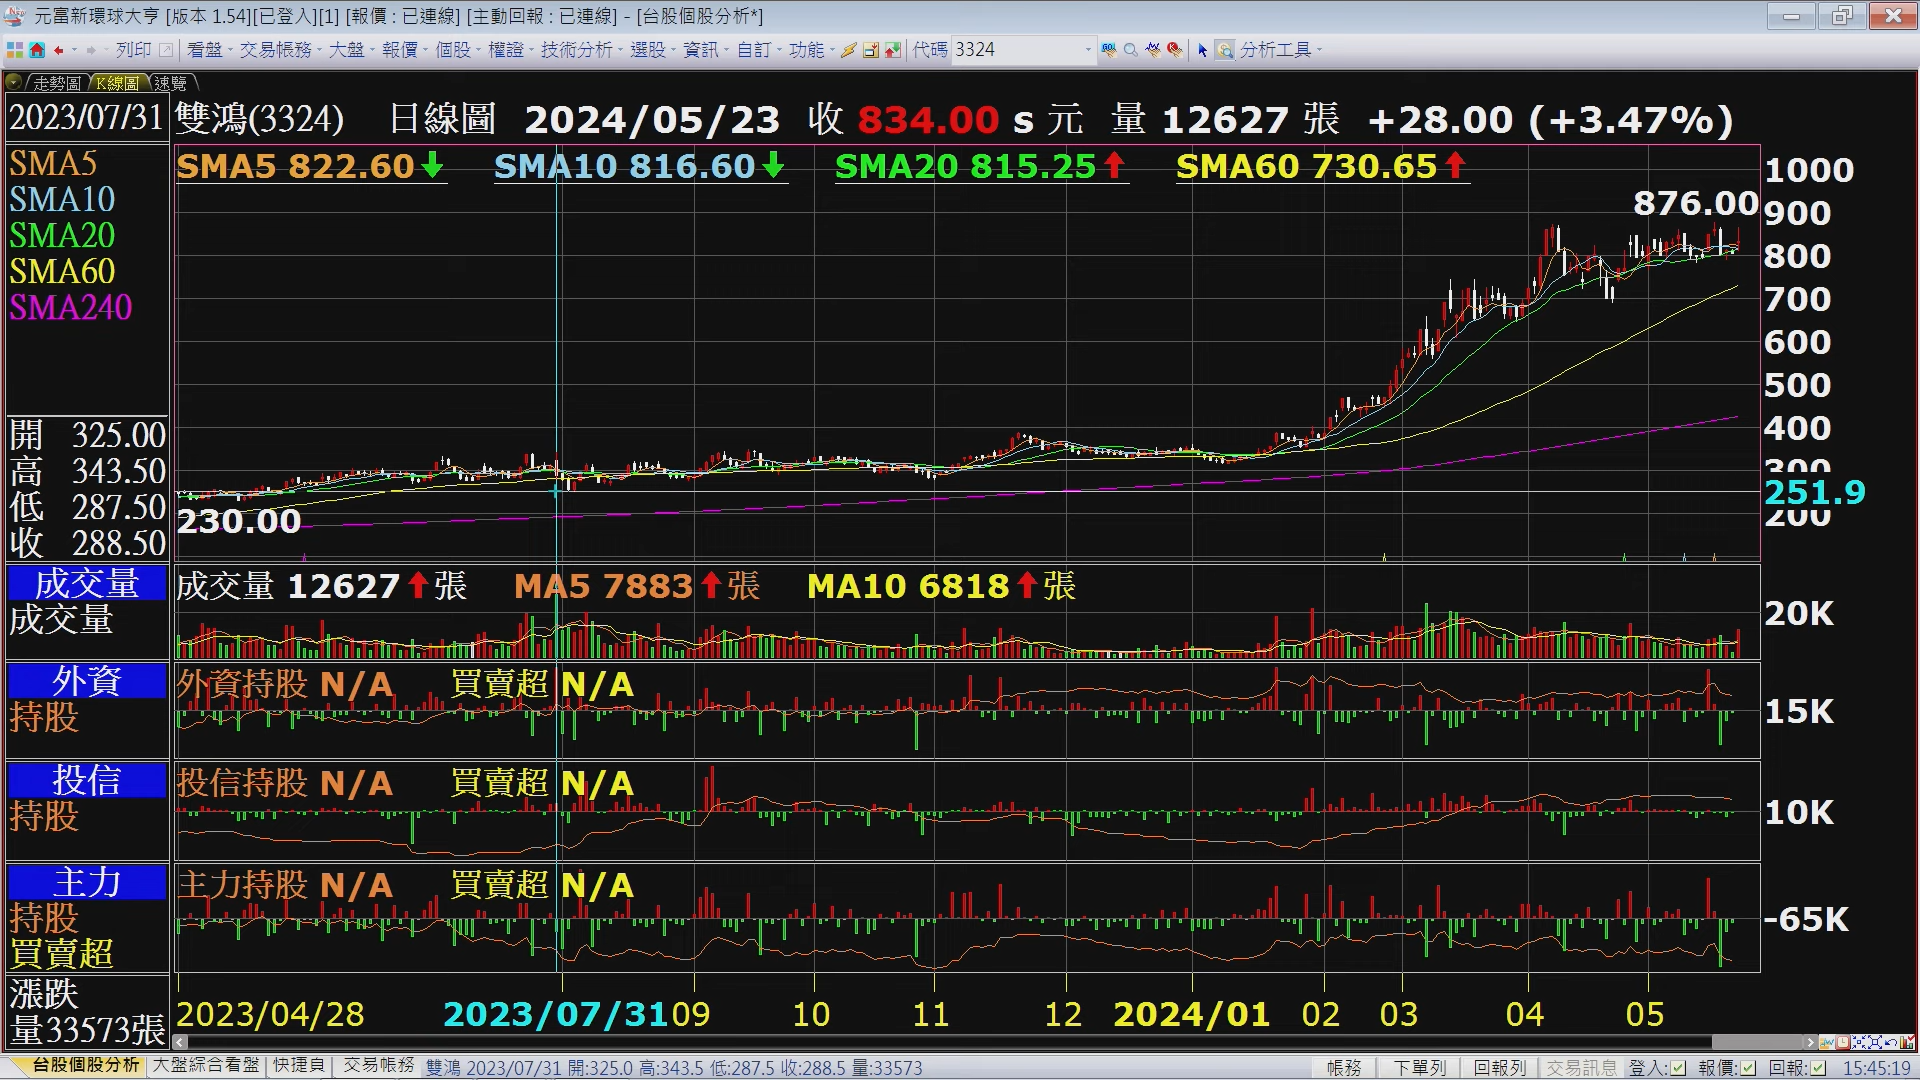 元富新環球大亨 [版本 1.54][已登入][1] [報價 : 已連線] [主動回報 : 已連線] - [台股個股分析*]
列印 看盤 交易帳務 大盤 報價 個股 權證 技術分析 選股 資訊 自訂 功能 代碼 3324 分析工具
走勢圖 K線圖 速覽
2023/07/31 雙鴻(3324) 日線圖 2024/05/23 收 834.00 s 元 量 12627 張 +28.00 (+3.47%)
SMA5 SMA5 822.60 SMA10 816.60 SMA20 815.25 SMA60 730.65 1000
SMA10 876.00 900
SMA20 800
SMA60 700
SMA240 600
500
400
開 325.00
高 343.50 300
低 287.50 251.9
收 288.50 230.00 200
成交量 成交量 12627 張 MA5 7883 張 MA10 6818 張
成交量 20K
外資 外資持股 N/A 買賣超 N/A
持股 15K
投信 投信持股 N/A 買賣超 N/A
持股 10K
主力 主力持股 N/A 買賣超 N/A
持股 -65K
買賣超
漲跌
量33573張 2023/04/28 2023/07/31 09 10 11 12 2024/01 02 03 04 05
台股個股分析 大盤綜合看盤 快捷頁 交易帳務 雙鴻 2023/07/31 開:325.0 高:343.5 低:287.5 收:288.5 量:33573 帳務 下單列 回報列 交易訊息 登入: 報價: 回報: 15:45:19